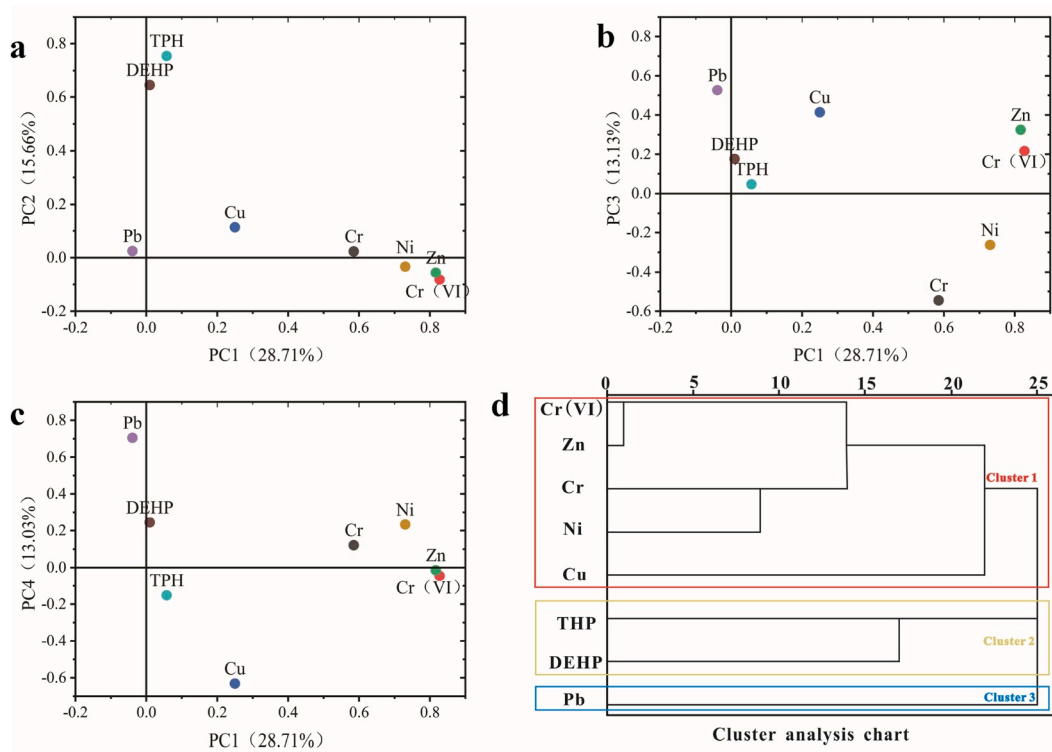 a
0.8
0.6
0.4
0.2
0.0
-0.2
-0.2
0.0
0.2
0.4
0.6
0.8
PC2（15.66%）
PC1（28.71%）
TPH
DEHP
Pb
Cu
Cr
Ni
Zn
Cr（VI）
b
0.8
0.6
0.4
0.2
0.0
-0.2
-0.4
-0.6
-0.2
0.0
0.2
0.4
0.6
0.8
PC3（13.13%）
PC1（28.71%）
Pb
Cu
Zn
DEHP
Cr（VI）
TPH
Ni
Cr
c
0.8
0.6
0.4
0.2
0.0
-0.2
-0.4
-0.6
-0.2
0.0
0.2
0.4
0.6
0.8
PC4（13.03%）
PC1（28.71%）
Pb
DEHP
Ni
Cr
Zn
TPH
Cr（VI）
Cu
d
0
5
10
15
20
25
Cr(VI)
Zn
Cr
Cluster 1
Ni
Cu
THP
Cluster 2
DEHP
Pb
Cluster 3
Cluster analysis chart